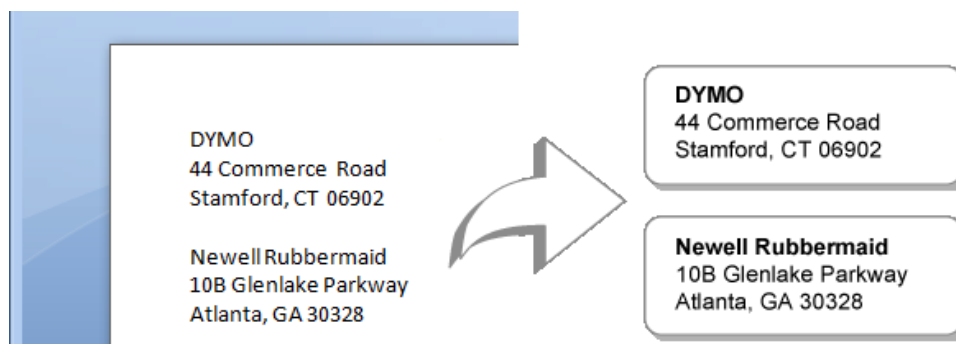 DYMO
44 Commerce Road
Stamford, CT 06902
Newell Rubbermaid
10B Glenlake Parkway
Atlanta, GA 30328
DYMO
44 Commerce Road
Stamford, CT 06902
Newell Rubbermaid
10B Glenlake Parkway
Atlanta, GA 30328